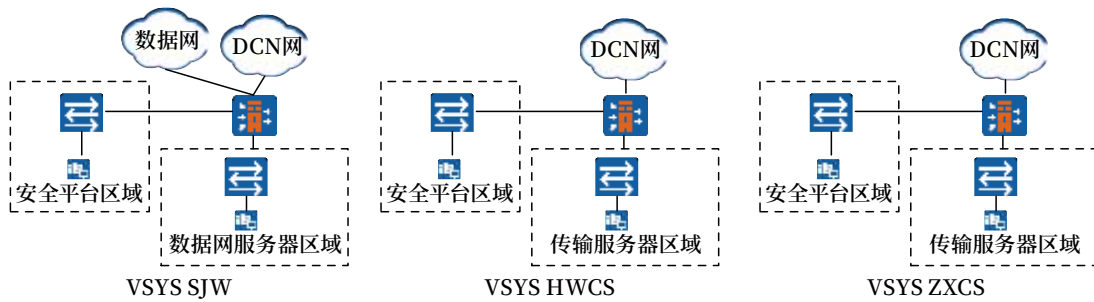 数据网
DCN网
安全平台区域
数据网服务器区域
VSYS SJW
DCN网
安全平台区域
传输服务器区域
VSYS HWCS
DCN网
安全平台区域
传输服务器区域
VSYS ZXCS